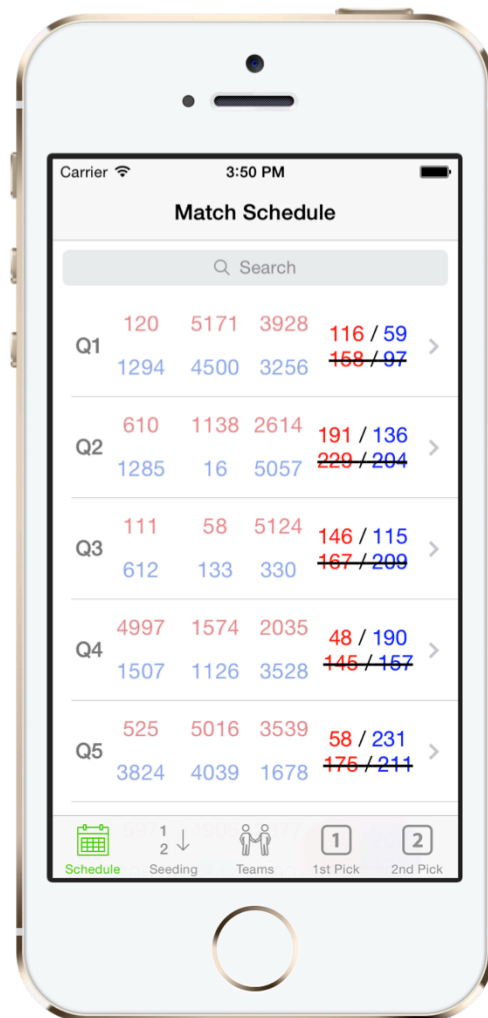 Carrier 3:50 PM
Match Schedule
Search
Q1 120 5171 3928 116 / 59
1294 4500 3256 158 / 97
Q2 610 1138 2614 191 / 136
1285 16 5057 229 / 204
Q3 111 58 5124 146 / 115
612 133 330 167 / 209
Q4 4997 1574 2035 48 / 190
1507 1126 3528 145 / 157
Q5 525 5016 3539 58 / 231
3824 4039 1678 175 / 211
1 2 1 2
Schedule Seeding Teams 1st Pick 2nd Pick